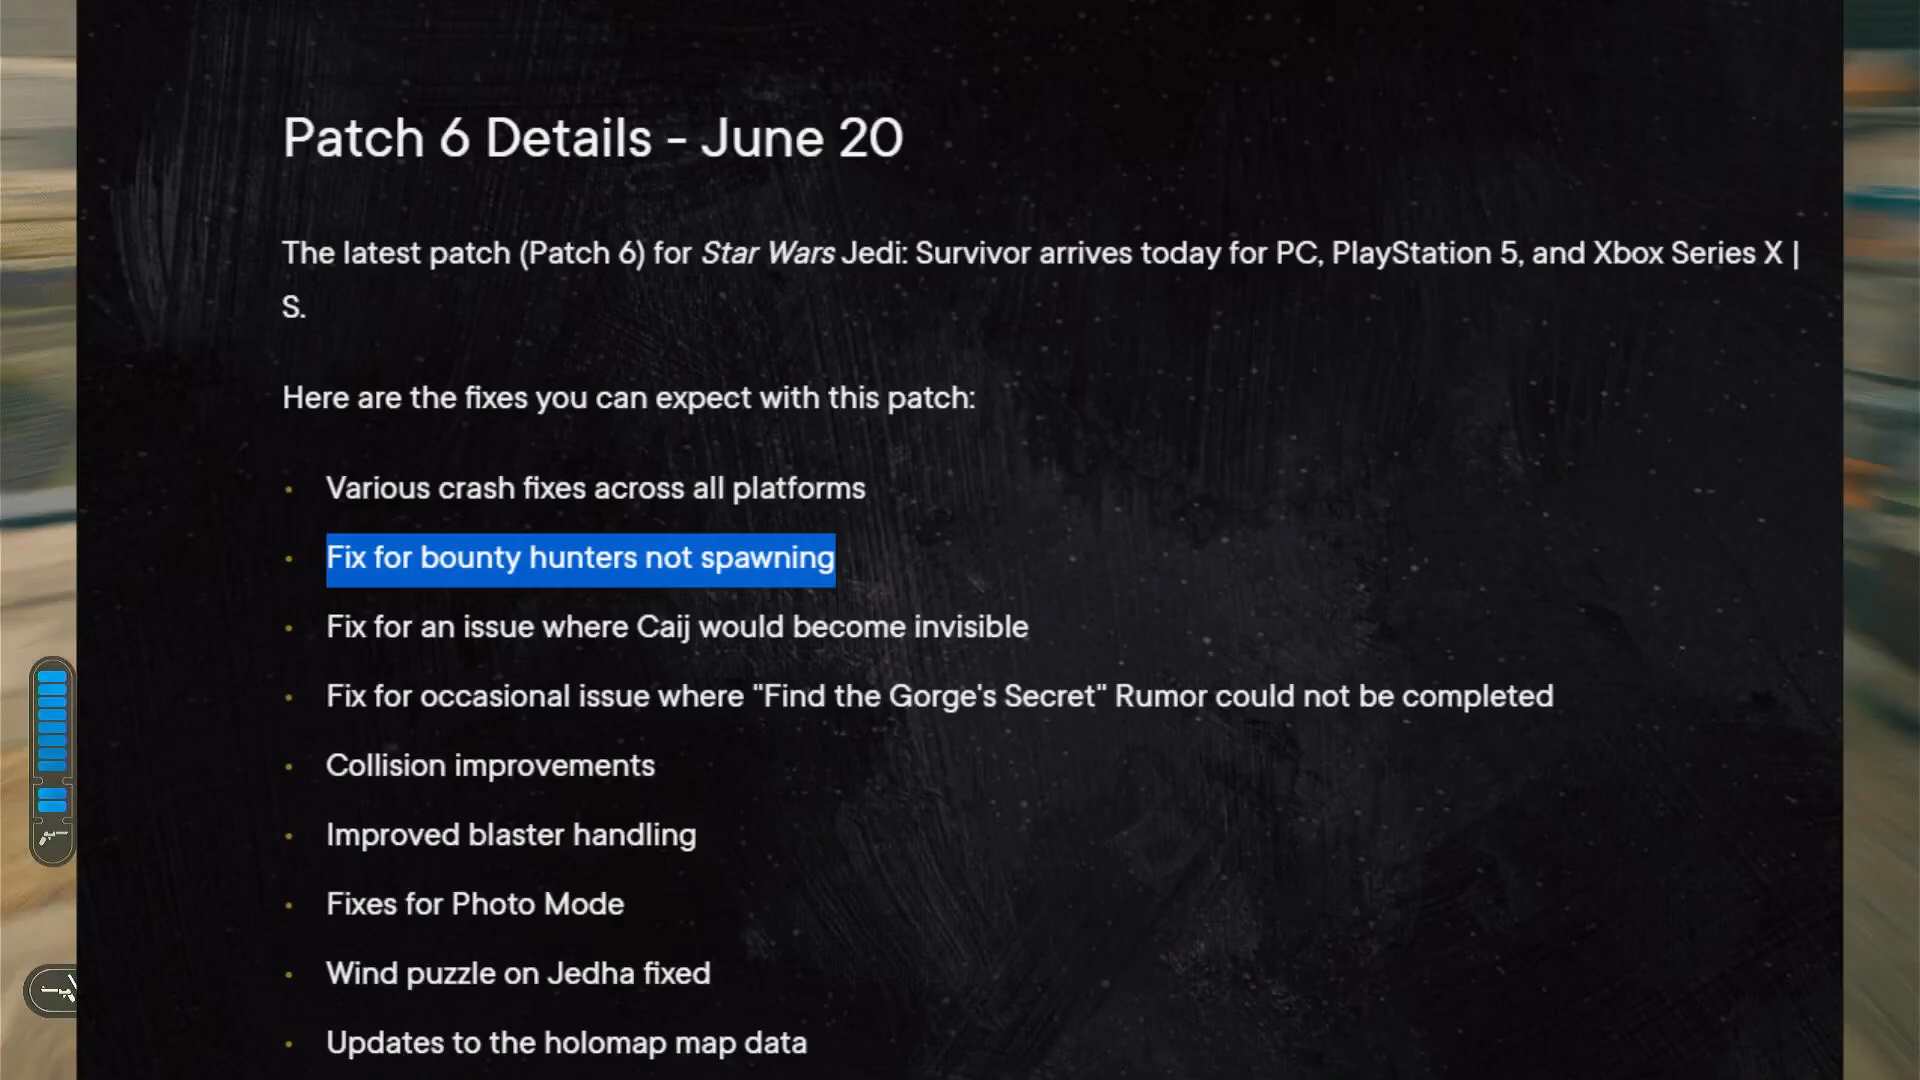 Patch 6 Details - June 20
The latest patch (Patch 6) for Star Wars Jedi: Survivor arrives today for PC, PlayStation 5, and Xbox Series X |
S.
Here are the fixes you can expect with this patch:
• Various crash fixes across all platforms
• Fix for bounty hunters not spawning
• Fix for an issue where Caij would become invisible
• Fix for occasional issue where "Find the Gorge's Secret" Rumor could not be completed
• Collision improvements
• Improved blaster handling
• Fixes for Photo Mode
• Wind puzzle on Jedha fixed
• Updates to the holomap map data